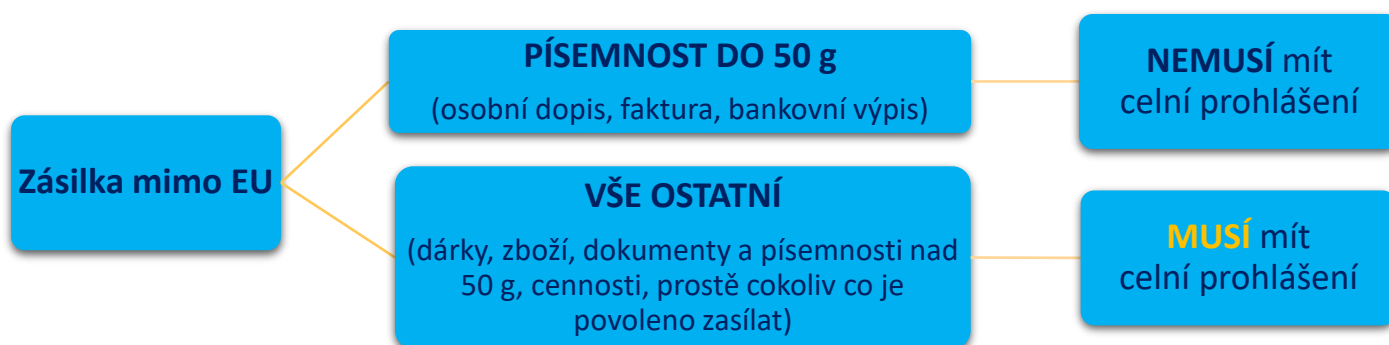 Zásilka mimo EU
PÍSEMNOST DO 50 g
(osobní dopis, faktura, bankovní výpis)
NEMUSÍ mít
celní prohlášení
VŠE OSTATNÍ
(dárky, zboží, dokumenty a písemnosti nad
50 g, cennosti, prostě cokoliv co je
povoleno zasílat)
MUSÍ mít
celní prohlášení